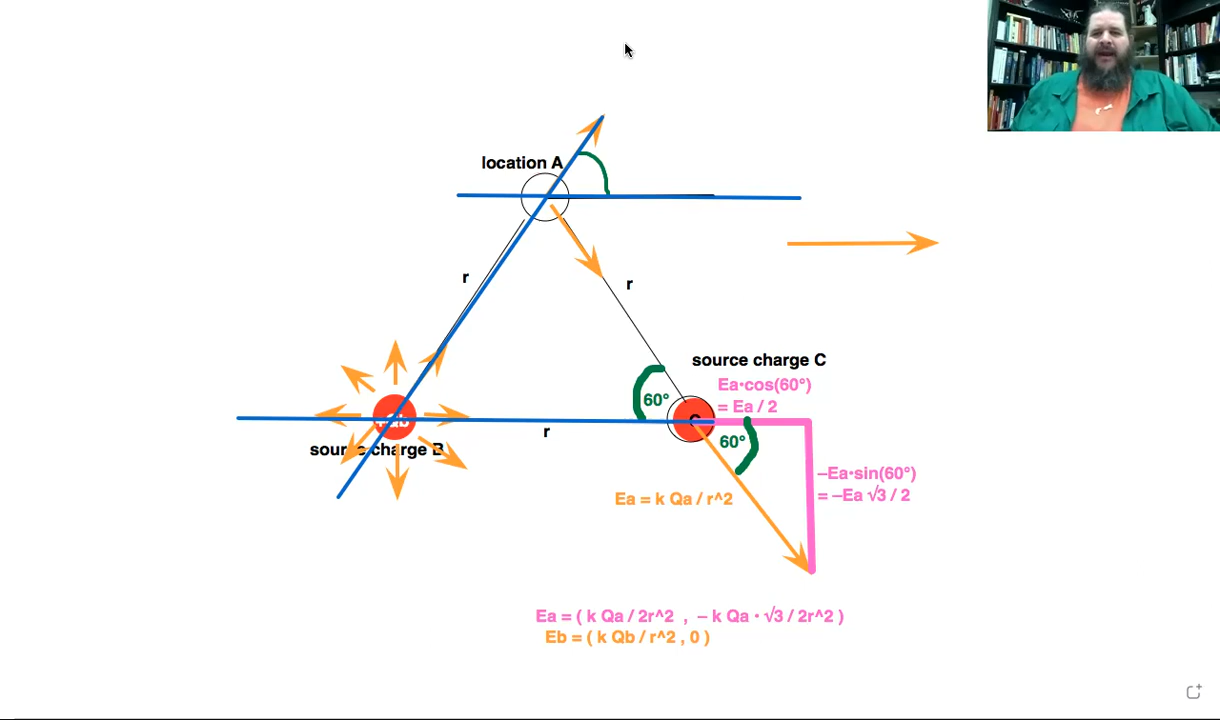 location A
r
r
source charge C
Ea•cos(60°)
= Ea / 2
60°
60°
r
source charge B
–Ea•sin(60°)
= –Ea √3 / 2
Ea = k Qa / r^2
Ea = ( k Qa / 2r^2 , – k Qa • √3 / 2r^2 )
Eb = ( k Qb / r^2 , 0 )